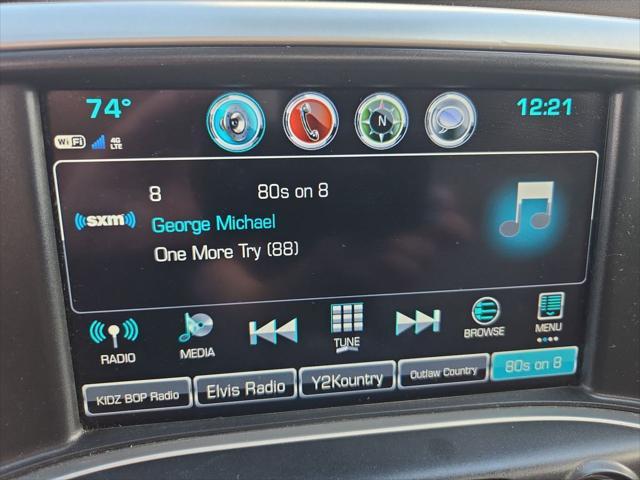 74°
12:21
N
WiFi
4G
LTE
8
80s on 8
((sxm))
George Michael
One More Try (88)
RADIO
MEDIA
TUNE
BROWSE
MENU
KIDZ BOP Radio
Elvis Radio
Y2Kountry
Outlaw Country
80s on 8